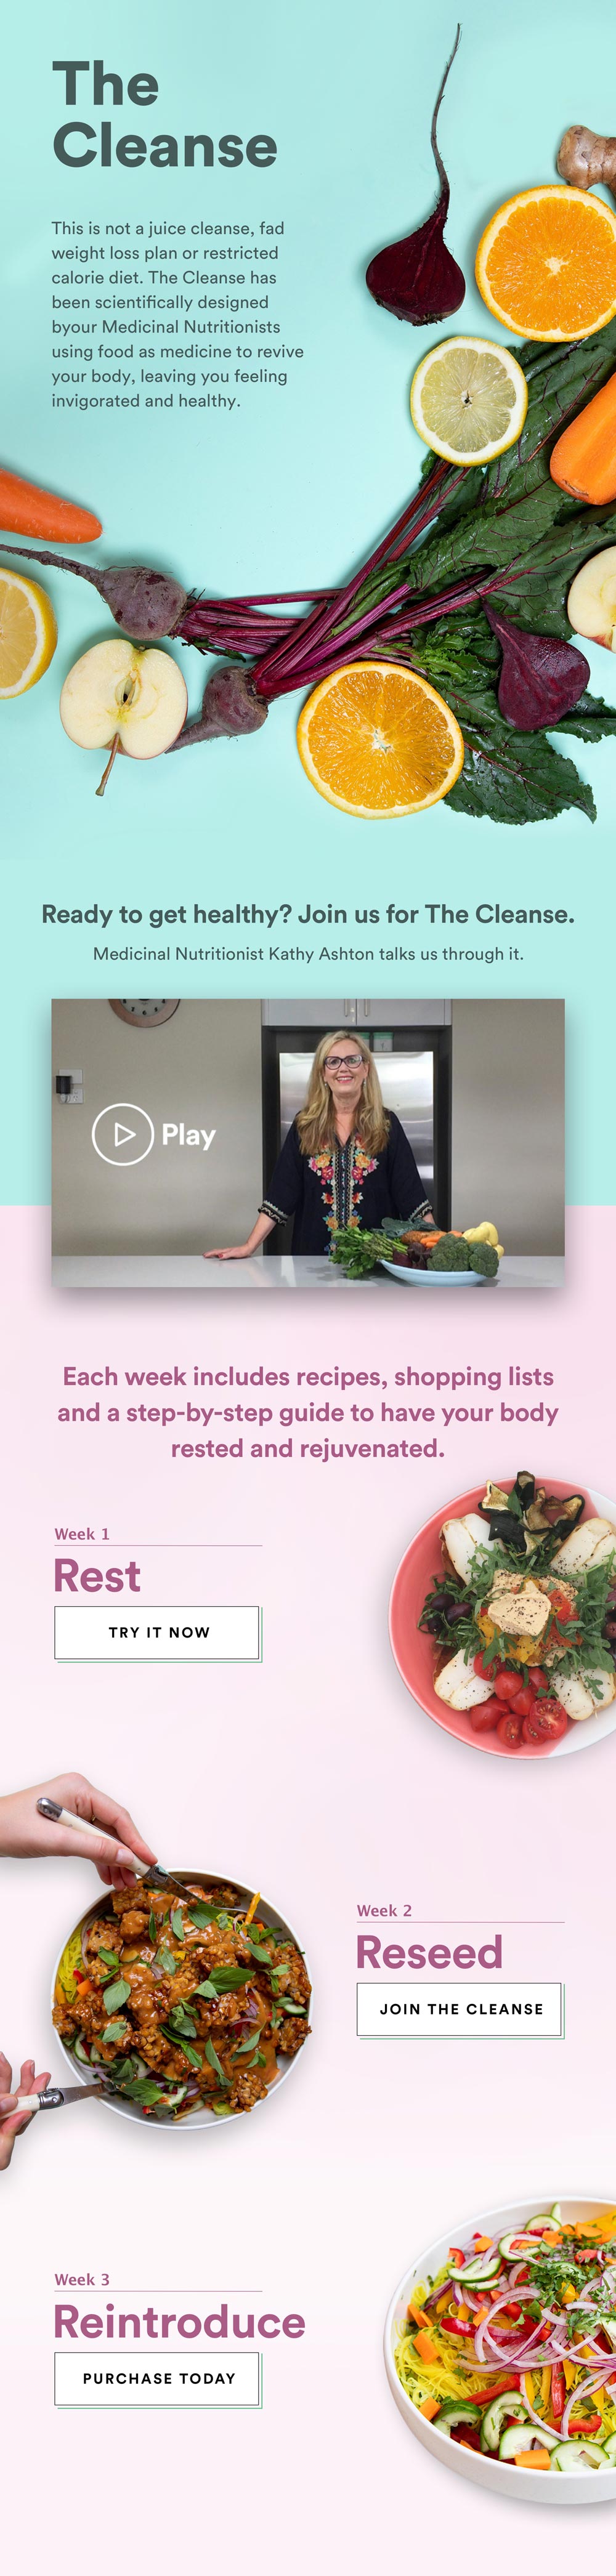 The
Cleanse
This is not a juice cleanse, fad
weight loss plan or restricted
calorie diet. The Cleanse has
been scientifically designed
byour Medicinal Nutritionists
using food as medicine to revive
your body, leaving you feeling
invigorated and healthy.
Ready to get healthy? Join us for The Cleanse.
Medicinal Nutritionist Kathy Ashton talks us through it.
Play
Each week includes recipes, shopping lists
and a step-by-step guide to have your body
rested and rejuvenated.
Week 1
Rest
TRY IT NOW
Week 2
Reseed
JOIN THE CLEANSE
Week 3
Reintroduce
PURCHASE TODAY